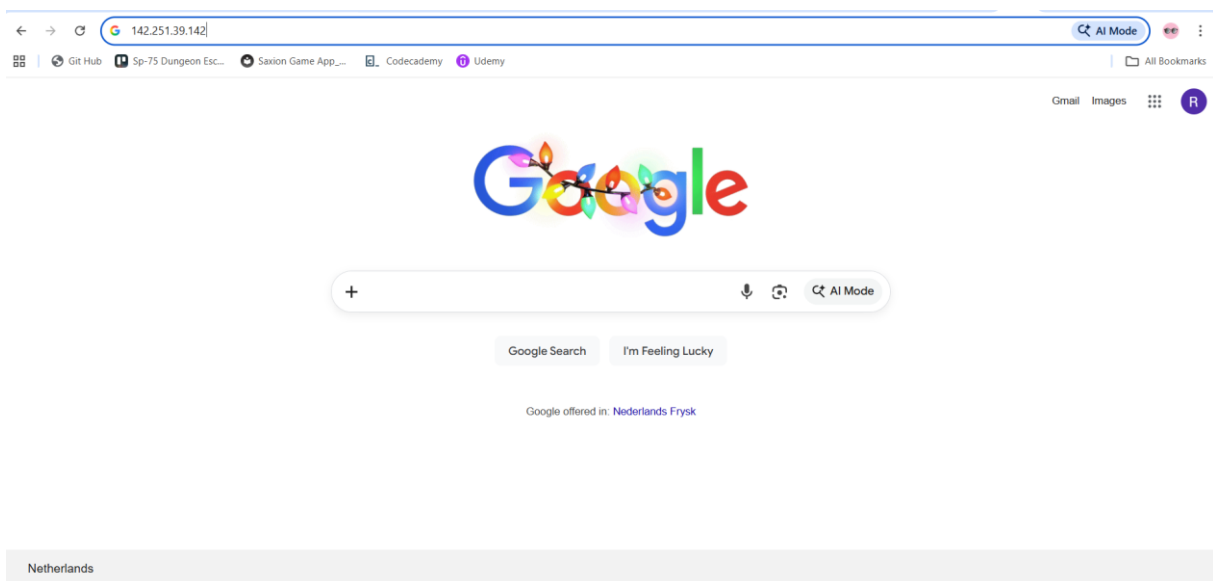 142.251.39.142
AI Mode
Git Hub Sp-75 Dungeon Esc... Saxion Game App_... Codecademy Udemy All Bookmarks
Gmail Images R
Google
AI Mode
Google Search I'm Feeling Lucky
Google offered in: Nederlands Frysk
Netherlands